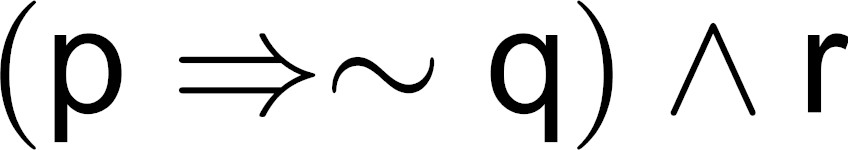 (p ⇒∼ q) ∧ r